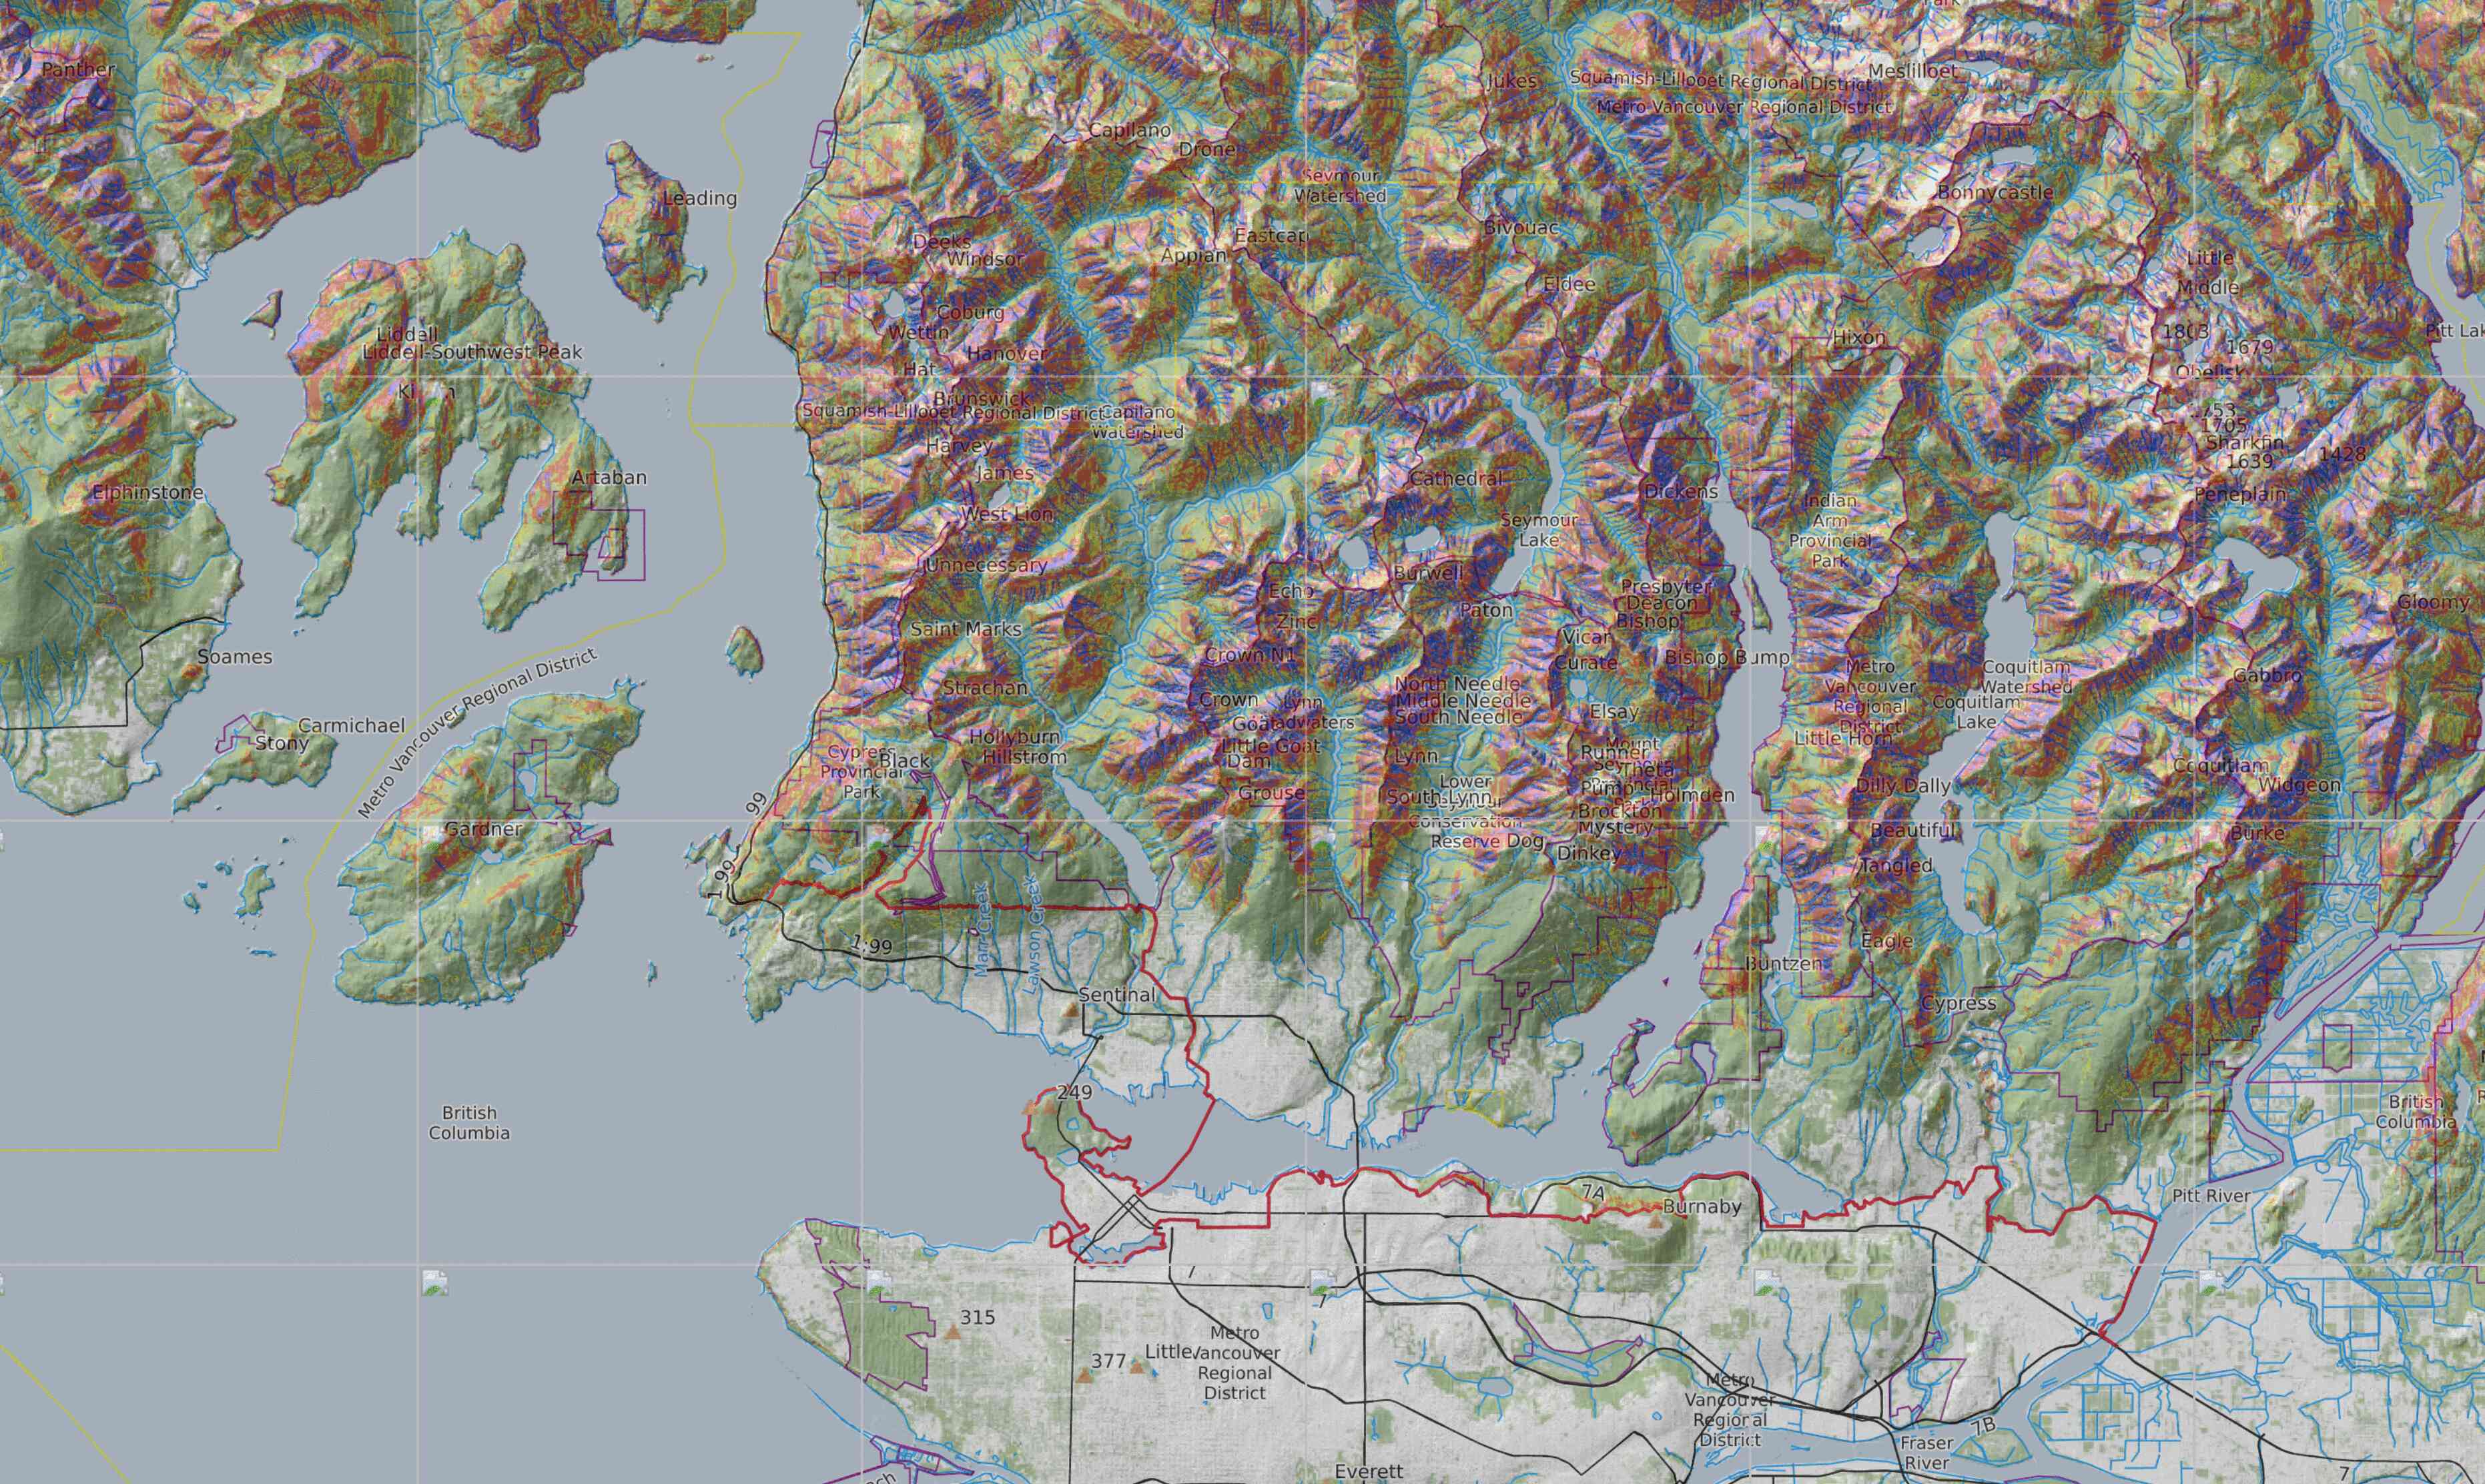 Panther
Leading
Capilano
Drone
Jukes
Squamish-Lillooet Regional District
Metro Vancouver Regional District
Meslilloet
Seymour
Watershed
Bonnycastle
Deeks
Windsor
Appian
Eastcap
Bivouac
Eldee
Little
Middle
Coburg
Wettin
Hanover
Hat
Brunswick
Liddall
Liddell-Southwest Peak
Hixon
1803
1679
Obelisk
Pitt Lak
Squamish-Lillooet Regional District
Capilano
Watershed
Harvey
James
West Lion
Unnecessary
Saint Marks
Strachan
Elphinstone
Artaban
Cathedral
Dickens
Seymour
Lake
Indian
Arm
Provincial
Park
1705
Sharkfin
1639
1428
Peneplain
Echo
Zinc
Burwell
Paton
Presbyter
Deacon
Bishop
Vicar
Curate
Bishop Bump
Gloomy
Soames
Carmichael
Stony
Metro Vancouver Regional District
Crown N1
Crown
Lynn
Goat
Little Goat
Dam
Grouse
North Needle
Middle Needle
South Needle
Lynn
Elsay
Metro
Vancouver
Regional
District
Little Horn
Coquitlam
Watershed
Coquitlam
Lake
Gabbro
Hollyburn
Hillstrom
Cypress
Provincial
Park
Black
Lower
South Lynn
Conservation
Reserve
Dog
Mount
Runner
Theta
Pump
Holmden
Brockton
Mystery
Dinkey
Dilly Dally
Beautiful
Tangled
Coquitlam
Widgeon
Burke
Gardner
99
1;99
1;99
Marr Creek
Lawson Creek
Eagle
Buntzen
Cypress
Sentinal
249
British
Columbia
British
Columbia
7A
Burnaby
Pitt River
7
7
315
377
Little
Metro
Vancouver
Regional
District
Metro
Vancouver
Regional
District
7B
Fraser
River
Everett
7